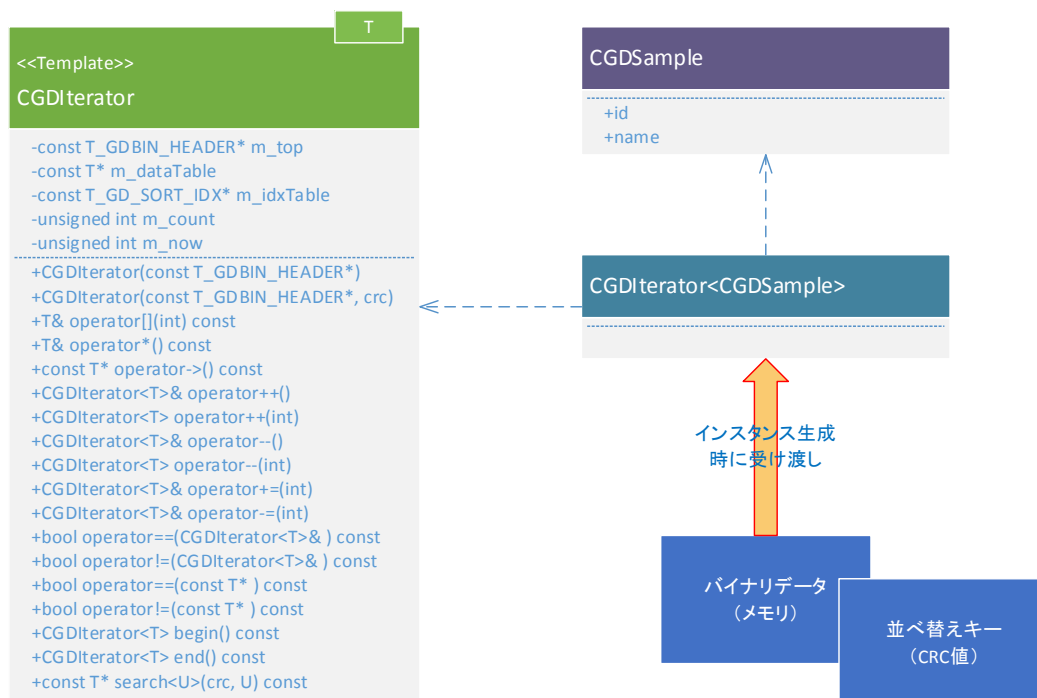 T
<<Template>>
CGDIterator
-const T_GDBIN_HEADER* m_top
-const T* m_dataTable
-const T_GD_SORT_IDX* m_idxTable
-unsigned int m_count
-unsigned int m_now
+CGDIterator(const T_GDBIN_HEADER*)
+CGDIterator(const T_GDBIN_HEADER*, crc)
+T& operator[](int) const
+T& operator*() const
+const T* operator->() const
+CGDIterator<T>& operator++()
+CGDIterator<T> operator++(int)
+CGDIterator<T>& operator--()
+CGDIterator<T> operator--(int)
+CGDIterator<T>& operator+=(int)
+CGDIterator<T>& operator-=(int)
+bool operator==(CGDIterator<T>& ) const
+bool operator!=(CGDIterator<T>& ) const
+bool operator==(const T* ) const
+bool operator!=(const T* ) const
+CGDIterator<T> begin() const
+CGDIterator<T> end() const
+const T* search<U>(crc, U) const
CGDSample
+id
+name
CGDIterator<CGDSample>
インスタンス生成
時に受け渡し
バイナリデータ
（メモリ）
並べ替えキー
（CRC値）